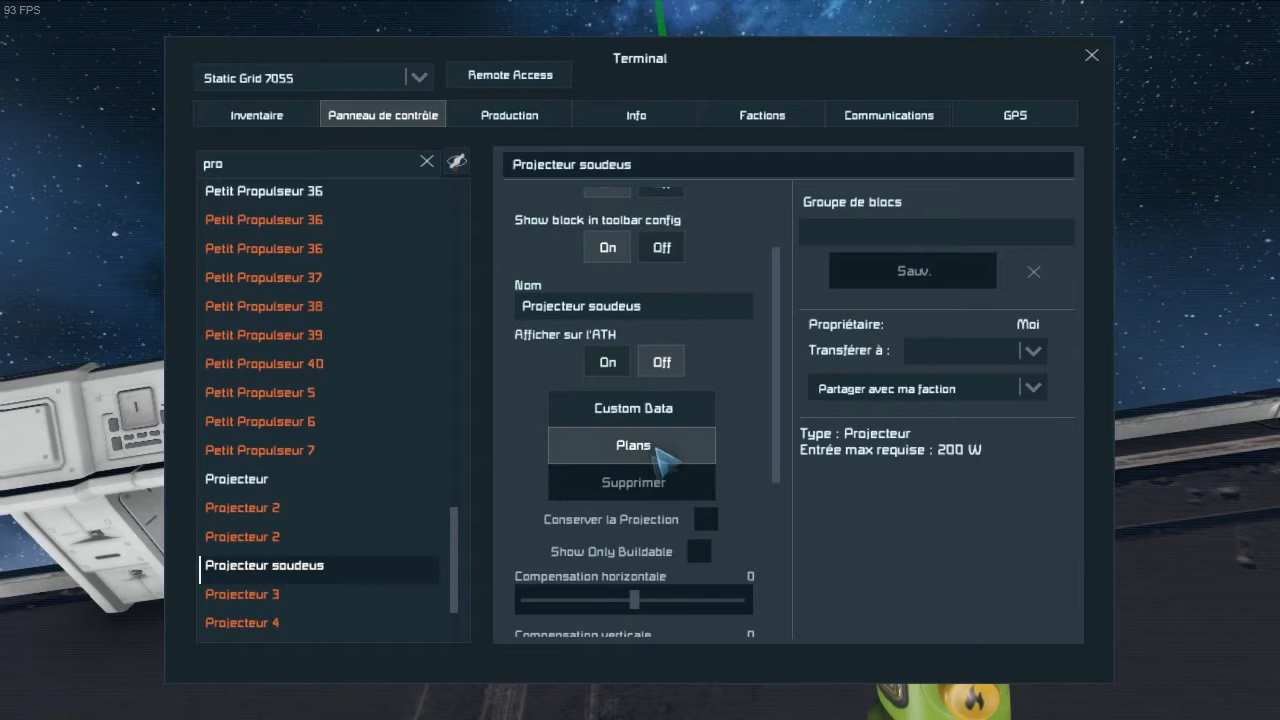 93 FPS
Terminal
Static Grid 7055
Remote Access
Inventaire
Panneau de contrôle
Production
Info
Factions
Communications
GPS
pro
Petit Propulseur 36
Petit Propulseur 36
Petit Propulseur 36
Petit Propulseur 37
Petit Propulseur 38
Petit Propulseur 39
Petit Propulseur 40
Petit Propulseur 5
Petit Propulseur 6
Petit Propulseur 7
Projecteur
Projecteur 2
Projecteur 2
Projecteur soudeus
Projecteur 3
Projecteur 4
Projecteur soudeus
Show block in toolbar config
On Off
Nom
Projecteur soudeus
Afficher sur l'ATH
On Off
Custom Data
Plans
Supprimer
Conserver la Projection
Show Only Buildable
Compensation horizontale 0
Compensation verticale 0
Groupe de blocs
Sauv.
Propriétaire: Moi
Transférer à :
Partager avec ma faction
Type : Projecteur
Entrée max requise : 200 W